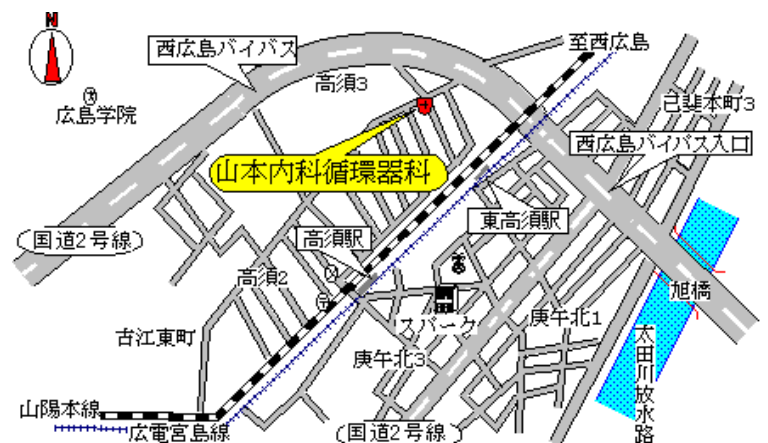 N
西広島バイパス
至西広島
高須3
己斐本町3
広島学院
西広島バイパス入口
山本内科循環器科
東高須駅
高須駅
(国道2号線)
高須2
旭橋
スパーク
庚午北1
古江東町
庚午北3
太田川放水路
山陽本線
広電宮島線
(国道2号線)